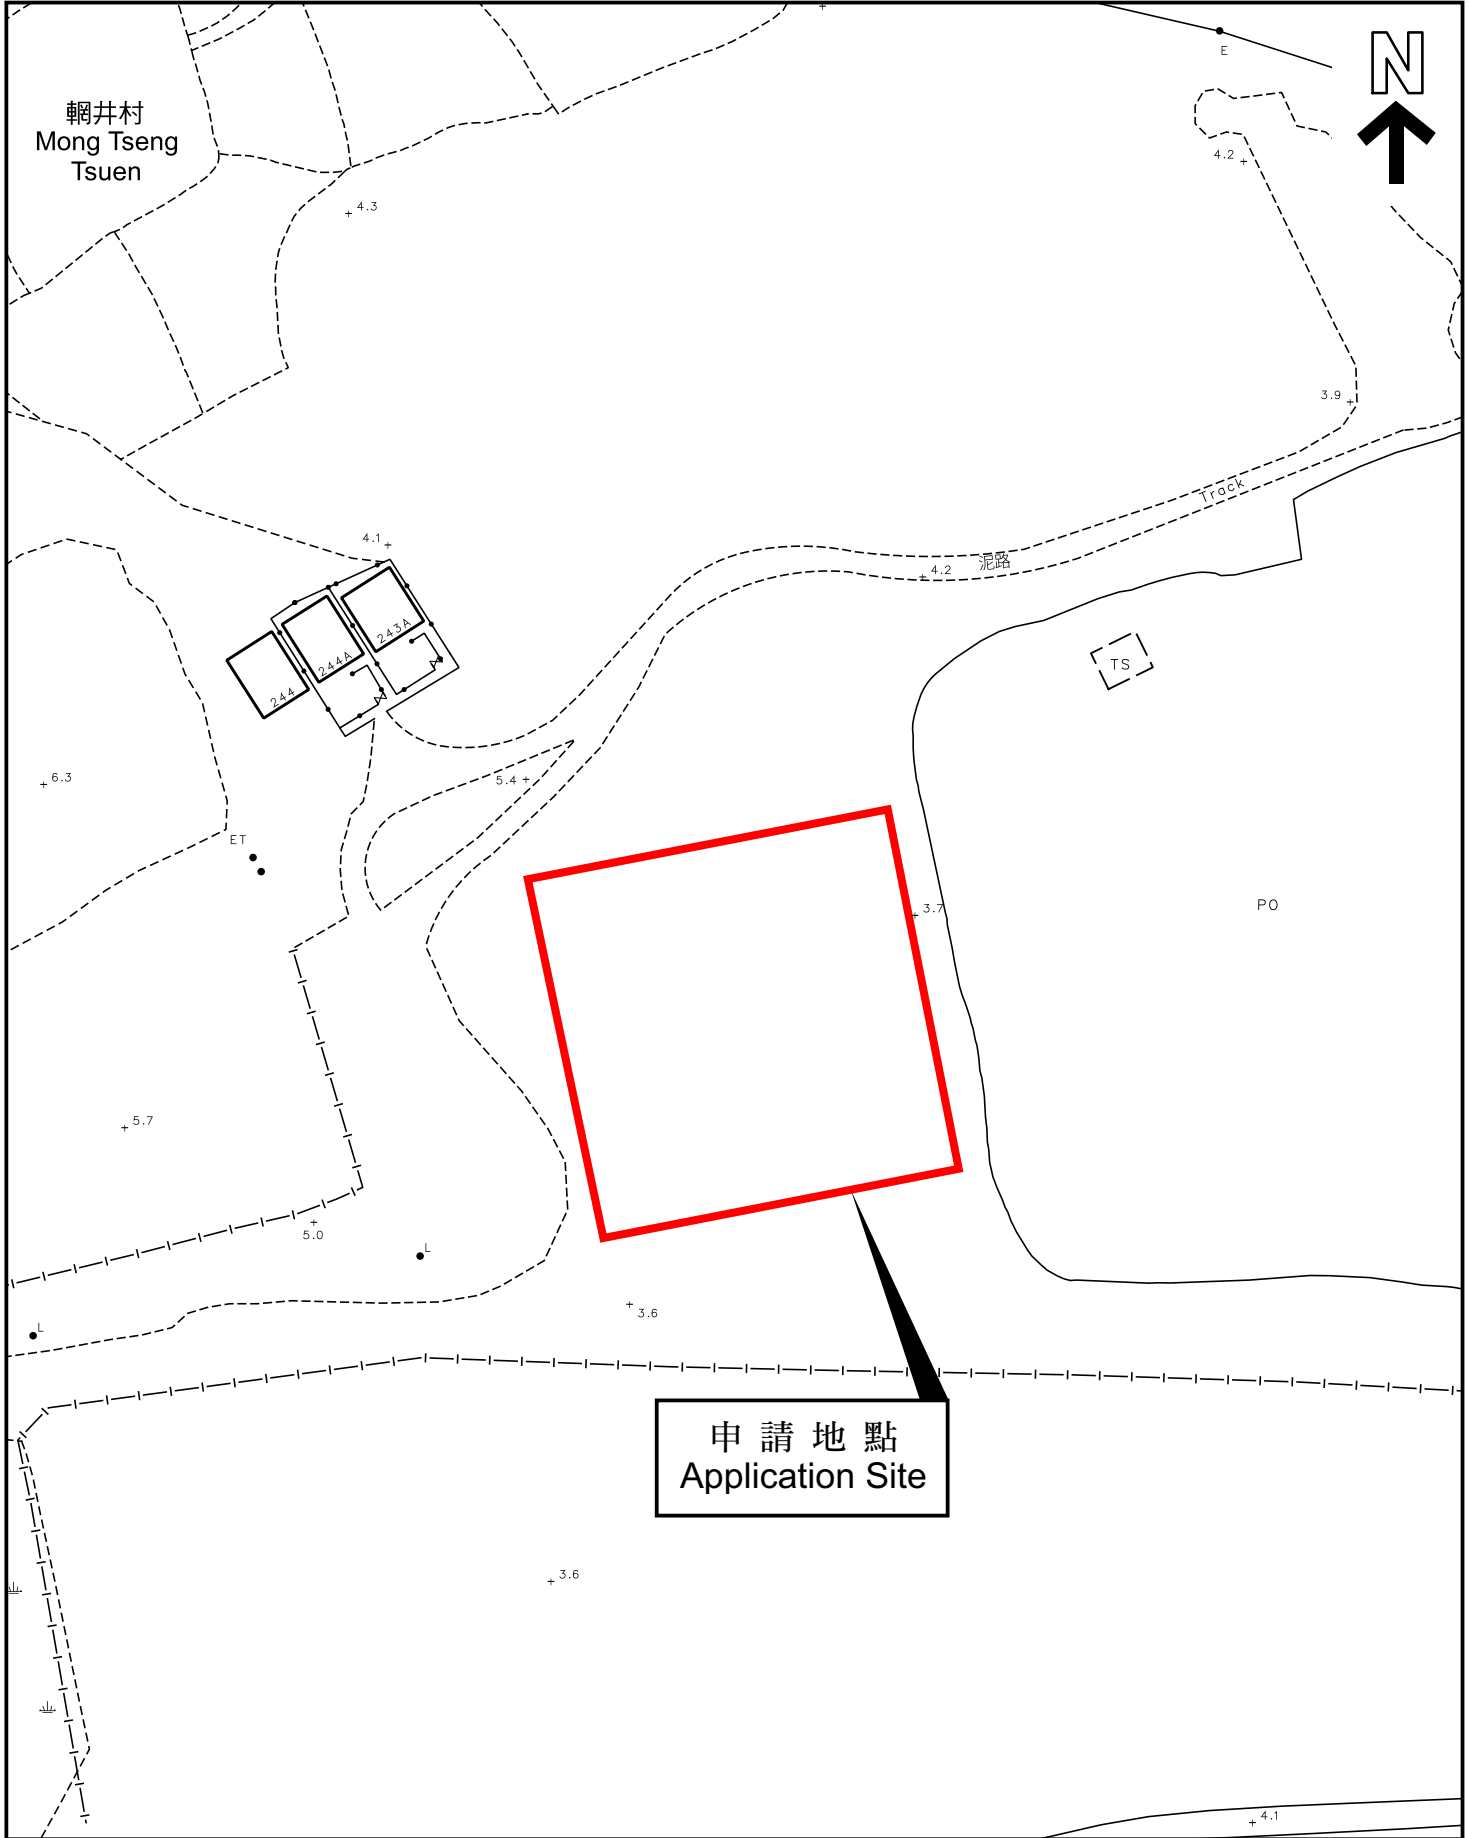 E
N
輞井村
Mong Tseng
Tsuen
4.2
4.3
3.9
Track
4.1
泥路
4.2
243A
244A
244
TS
6.3
5.4
ET
PO
3.7
5.7
5.0
L
3.6
L
申請地點
Application Site
3.6
4.1